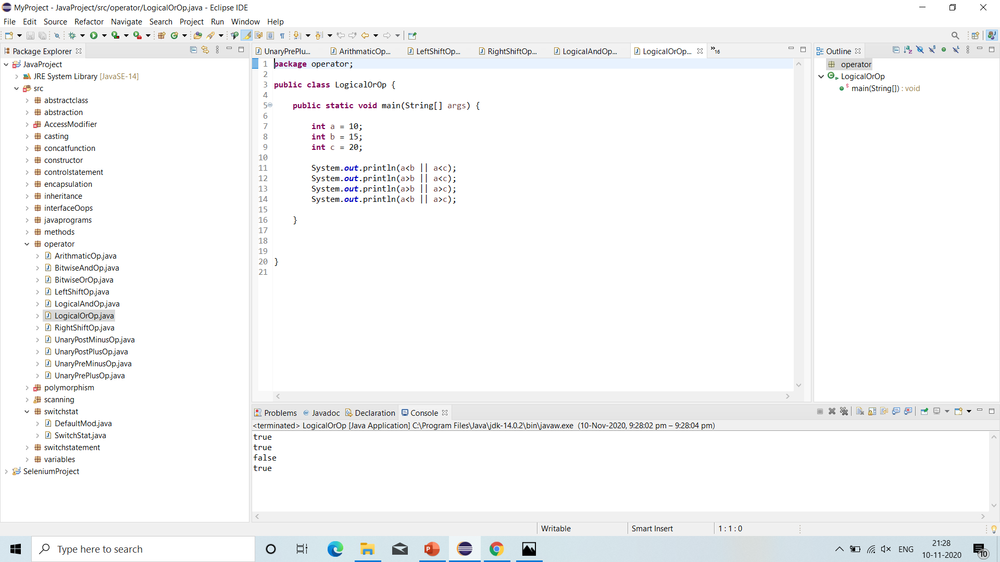 MyProject - JavaProject/src/operator/LogicalOrOp.java - Eclipse IDE
File Edit Source Refactor Navigate Search Project Run Window Help
Package Explorer
JavaProject
JRE System Library [JavaSE-14]
src
abstractclass
abstraction
AccessModifier
casting
concatfunction
constructor
controlstatement
encapsulation
inheritance
interfaceOops
javaprograms
methods
operator
ArithmaticOp.java
BitwiseAndOp.java
BitwiseOrOp.java
LeftShiftOp.java
LogicalAndOp.java
LogicalOrOp.java
RightShiftOp.java
UnaryPostMinusOp.java
UnaryPostPlusOp.java
UnaryPreMinusOp.java
UnaryPrePlusOp.java
polymorphism
scanning
switchstat
DefaultMod.java
SwitchStat.java
switchstatement
variables
SeleniumProject
UnaryPrePlu... ArithmaticOp... LeftShiftOp... RightShiftOp... LogicalAndOp... LogicalOrOp... »16
1 package operator;
2
3 public class LogicalOrOp {
4
5 public static void main(String[] args) {
6
7 int a = 10;
8 int b = 15;
9 int c = 20;
10
11 System.out.println(a<b || a<c);
12 System.out.println(a>b || a<c);
13 System.out.println(a>b || a>c);
14 System.out.println(a<b || a>c);
15
16 }
17
18
19
20 }
21
Outline
operator
LogicalOrOp
main(String[]) : void
Problems @ Javadoc Declaration Console
<terminated> LogicalOrOp [Java Application] C:\Program Files\Java\jdk-14.0.2\bin\javaw.exe (10-Nov-2020, 9:28:02 pm – 9:28:04 pm)
true
true
false
true
Writable Smart Insert 1 : 1 : 0
Type here to search
ENG
21:28
10-11-2020
10